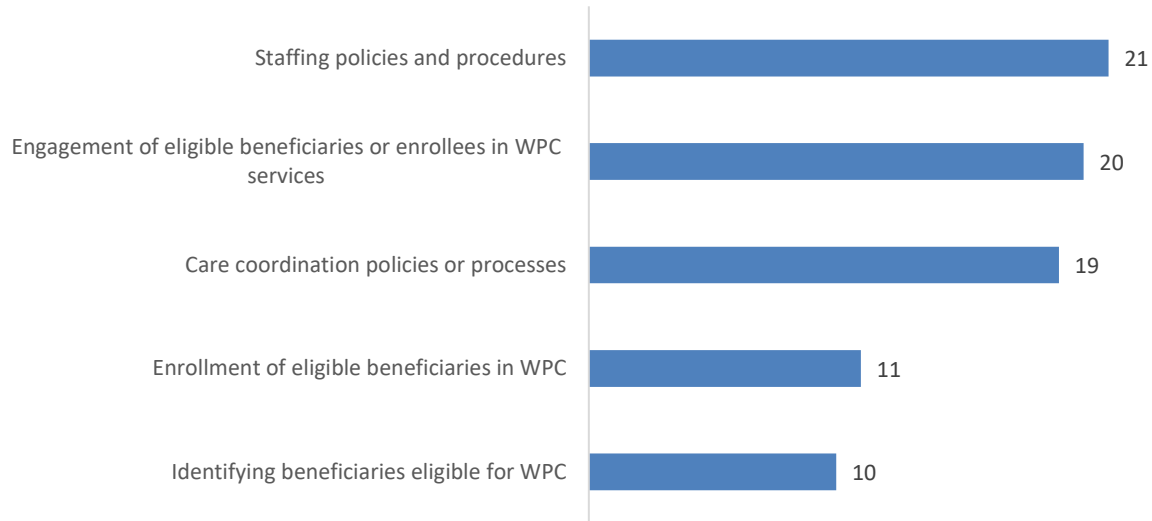 Staffing policies and procedures
21
Engagement of eligible beneficiaries or enrollees in WPC
services
20
Care coordination policies or processes
19
Enrollment of eligible beneficiaries in WPC
11
Identifying beneficiaries eligible for WPC
10